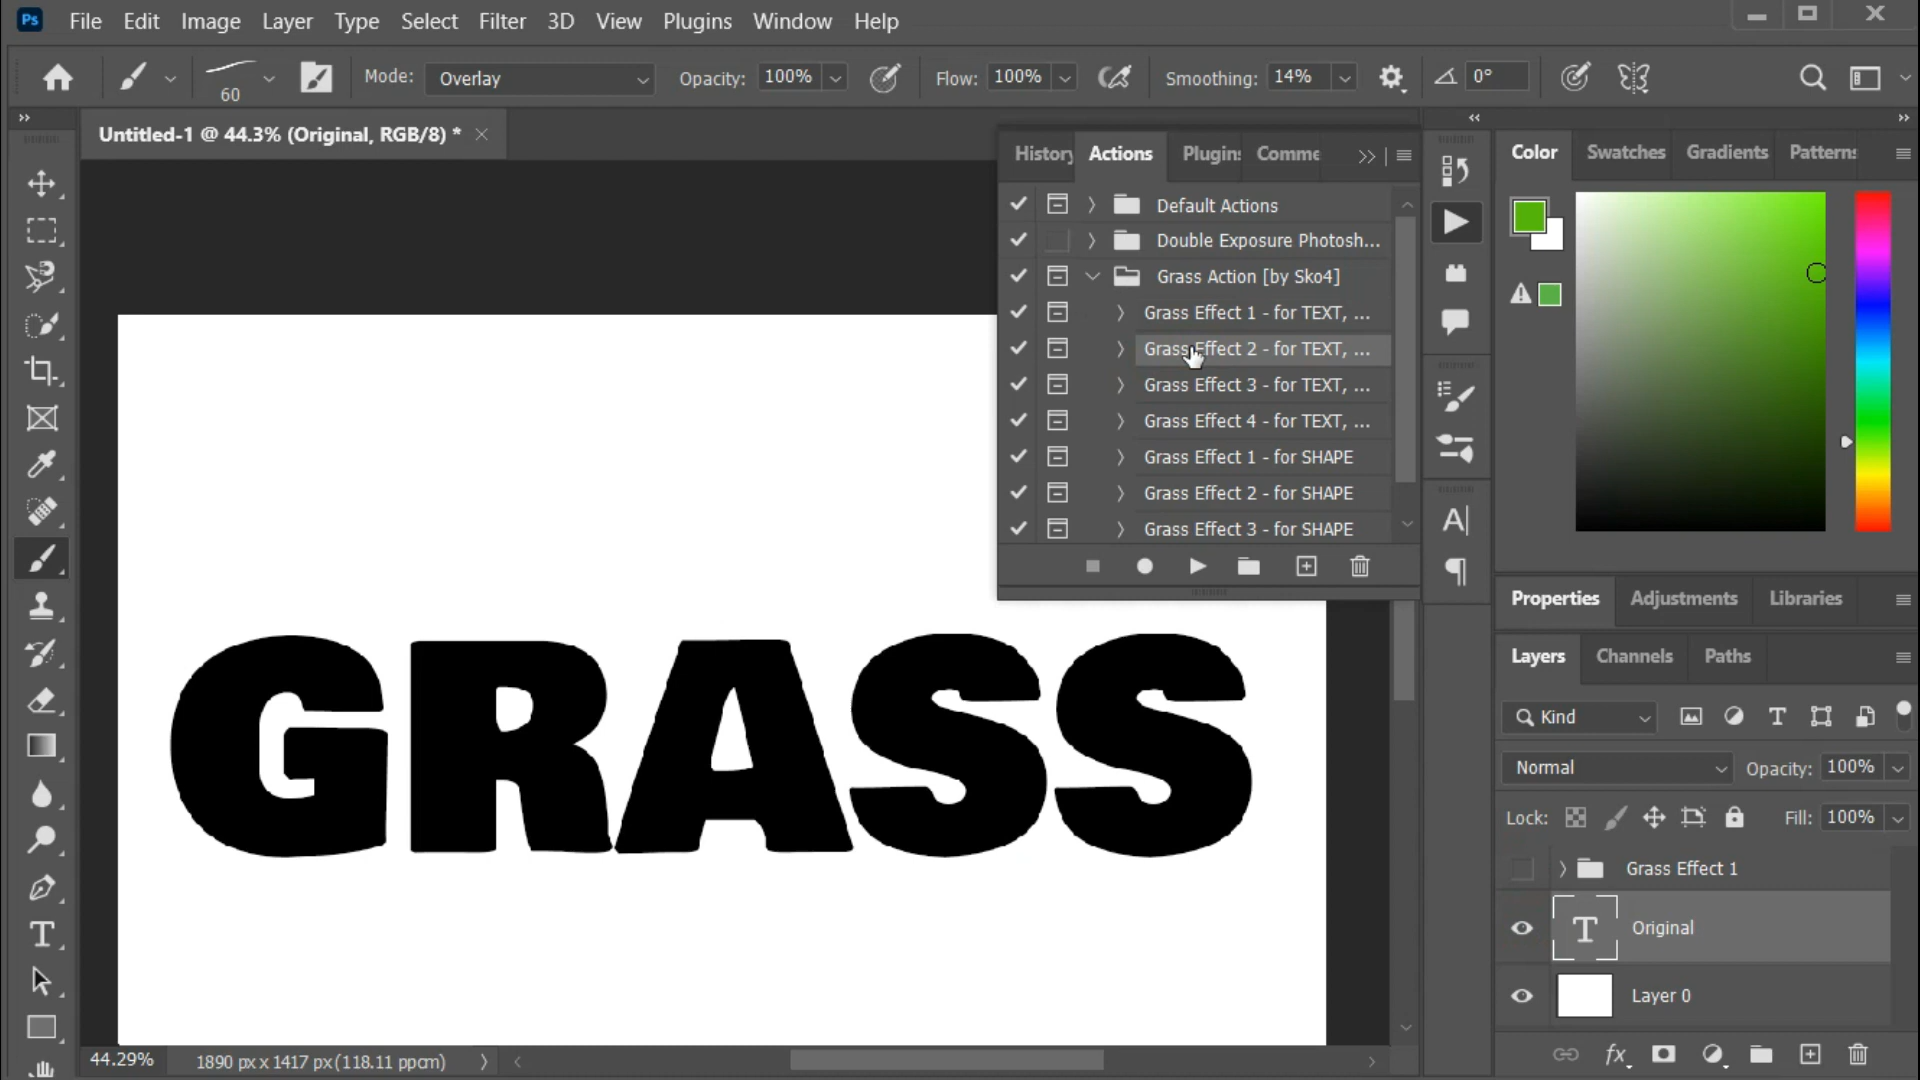 Ps File Edit Image Layer Type Select Filter 3D View Plugins Window Help
60 Mode: Overlay Opacity: 100% Flow: 100% Smoothing: 14% 0°
Untitled-1 @ 44.3% (Original, RGB/8) *
History Actions Plugins Comme
Default Actions
Double Exposure Photosh...
Grass Action [by Sko4]
Grass Effect 1 - for TEXT, ...
Grass Effect 2 - for TEXT, ...
Grass Effect 3 - for TEXT, ...
Grass Effect 4 - for TEXT, ...
Grass Effect 1 - for SHAPE
Grass Effect 2 - for SHAPE
Grass Effect 3 - for SHAPE
Color Swatches Gradients Patterns
Properties Adjustments Libraries
Layers Channels Paths
Kind
Normal Opacity: 100%
Lock: Fill: 100%
Grass Effect 1
Original
Layer 0
GRASS
44.29% 1890 px x 1417 px (118.11 ppcm)